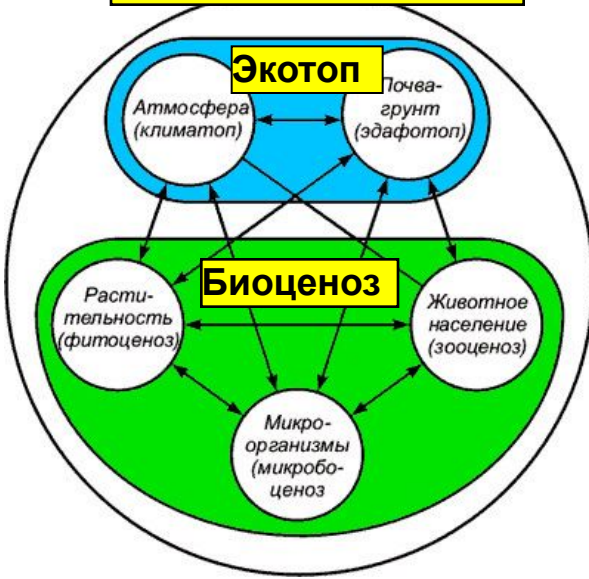 Экотоп
Атмосфера
(климатоп)
Почва-
грунт
(эдафотоп)
Биоценоз
Расти-
тельность
(фитоценоз)
Животное
население
(зооценоз)
Микро-
организмы
(микробо-
ценоз